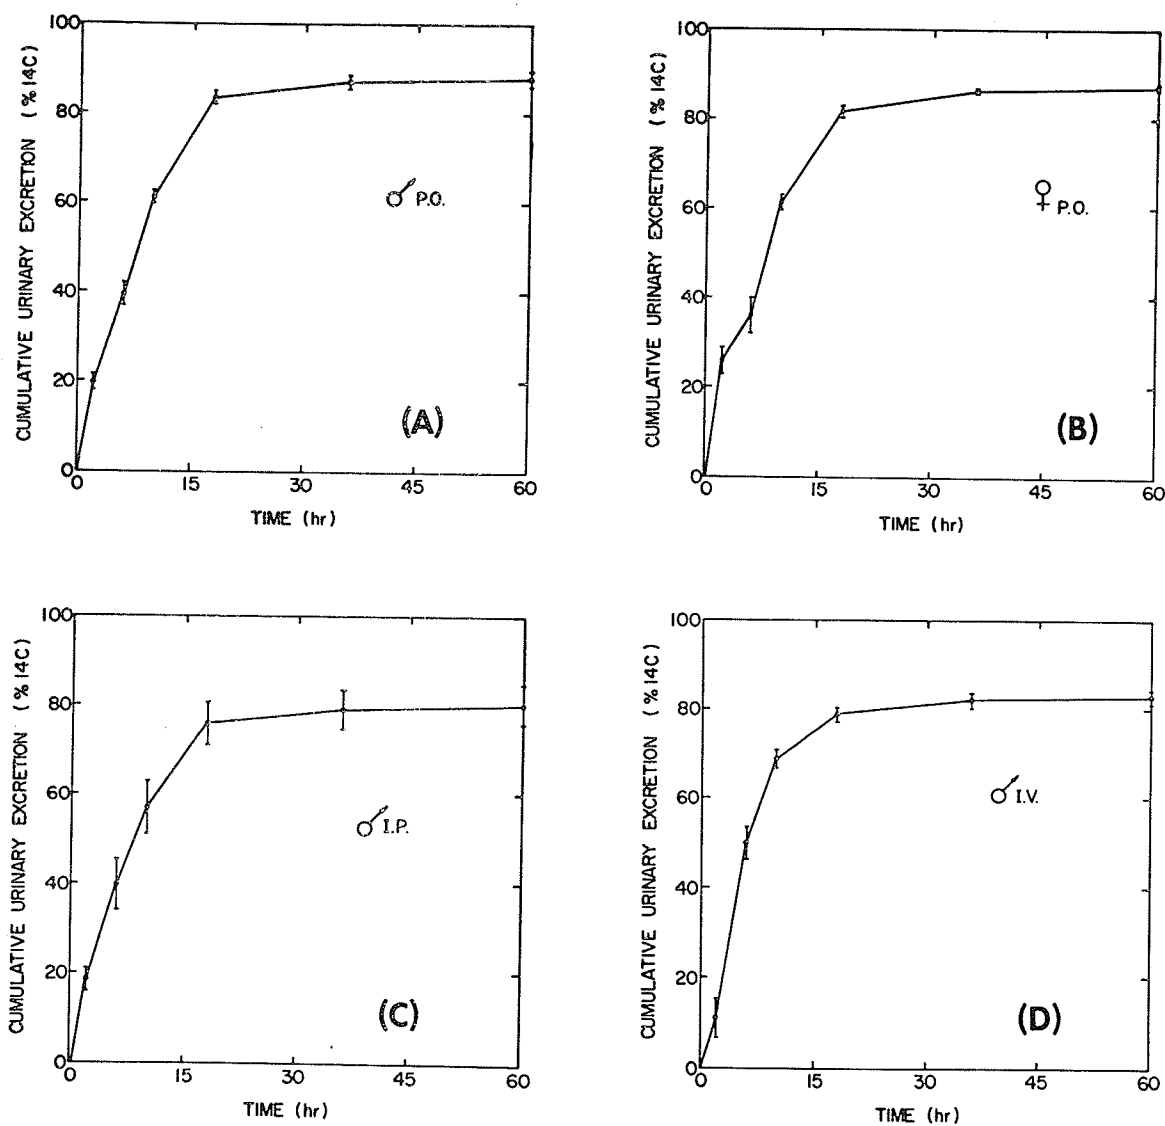 CUMULATIVE URINARY EXCRETION (% 14C)
100
80
60
40
20
0
♂ P.O.
(A)
0 15 30 45 60
TIME (hr)
CUMULATIVE URINARY EXCRETION (% 14C)
100
80
60
40
20
0
♀ P.O.
(B)
0 15 30 45 60
TIME (hr)
CUMULATIVE URINARY EXCRETION (% 14C)
100
80
60
40
20
0
♂ I.P.
(C)
0 15 30 45 60
TIME (hr)
CUMULATIVE URINARY EXCRETION (% 14C)
100
80
60
40
20
0
♂ I.V.
(D)
0 15 30 45 60
TIME (hr)